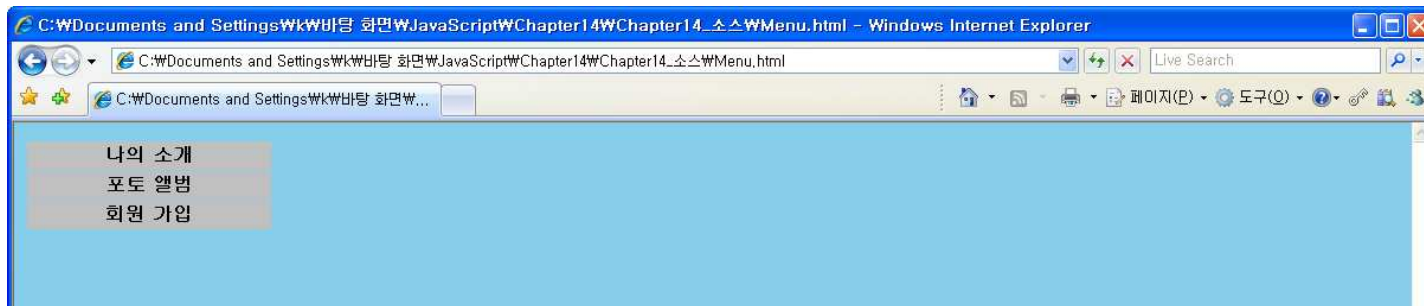 C:₩Documents and Settings₩k₩바탕 화면₩JavaScript₩Chapter14₩Chapter14_소스₩Menu.html - Windows Internet Explorer
C:₩Documents and Settings₩k₩바탕 화면₩JavaScript₩Chapter14₩Chapter14_소스₩Menu.html
Live Search
C:₩Documents and Settings₩k₩바탕 화면₩...
페이지(P)
도구(O)
나의 소개
포토 앨범
회원 가입